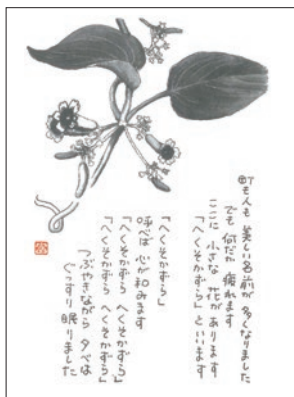 町も人も 美しい名前が 多くなりました
でも 何だか 疲れます
ここに 小さな 花があります
「へくそかずら」といいます
「へくそかずら」
呼べば 心が 和みます
「へくそかずら へくそかずら」
「へくそかずら へくそかずら」
つぶやきながら 夕べは
ぐっすり 眠りました